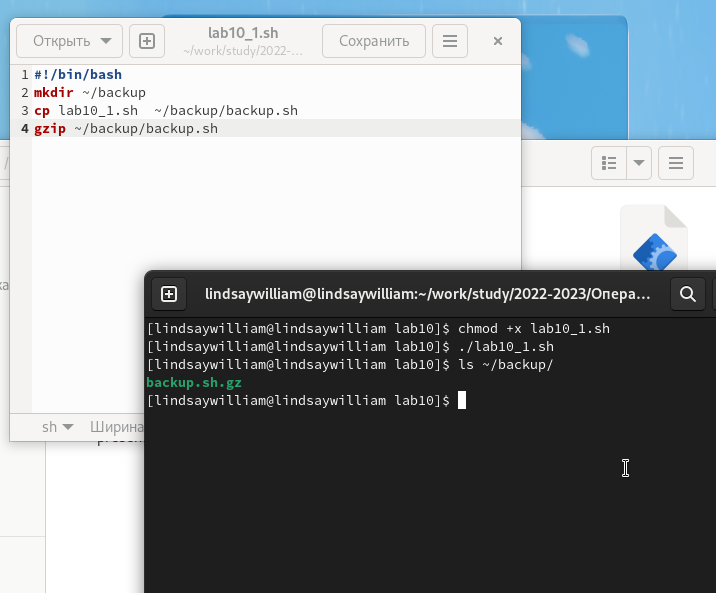 Открыть
lab10_1.sh
~/work/study/2022-…
Сохранить
1 #!/bin/bash
2 mkdir ~/backup
3 cp lab10_1.sh  ~/backup/backup.sh
4 gzip ~/backup/backup.sh
lindsaywilliam@lindsaywilliam:~/work/study/2022-2023/Опера…
[lindsaywilliam@lindsaywilliam lab10]$ chmod +x lab10_1.sh
[lindsaywilliam@lindsaywilliam lab10]$ ./lab10_1.sh
[lindsaywilliam@lindsaywilliam lab10]$ ls ~/backup/
backup.sh.gz
[lindsaywilliam@lindsaywilliam lab10]$
sh
Ширина